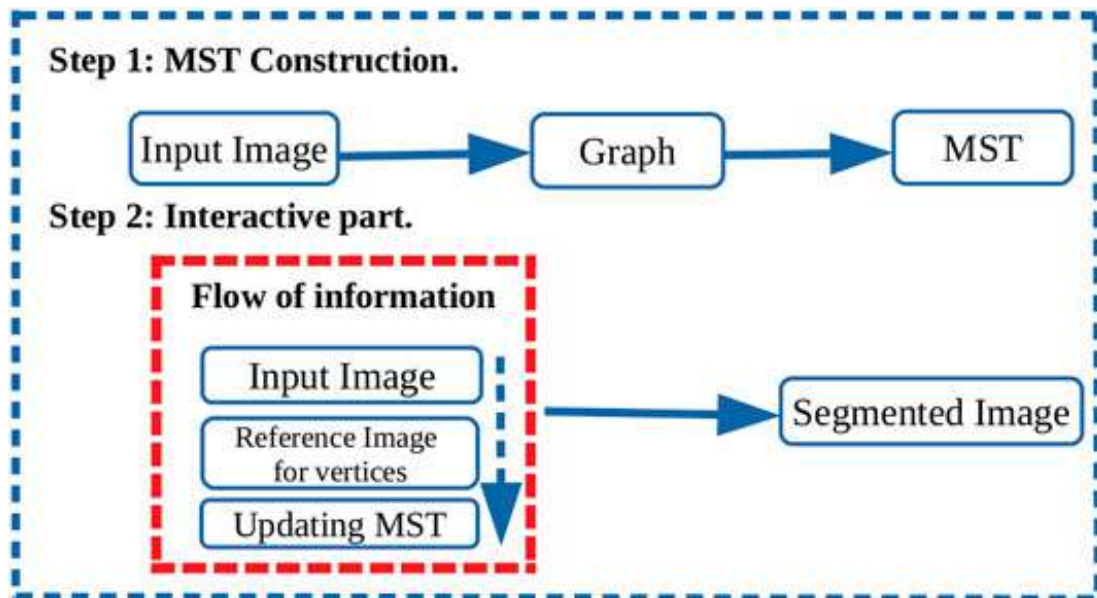 Step 1: MST Construction.
Input Image
Graph
MST
Step 2: Interactive part.
Flow of information
Input Image
Reference Image
for vertices
Updating MST
Segmented Image